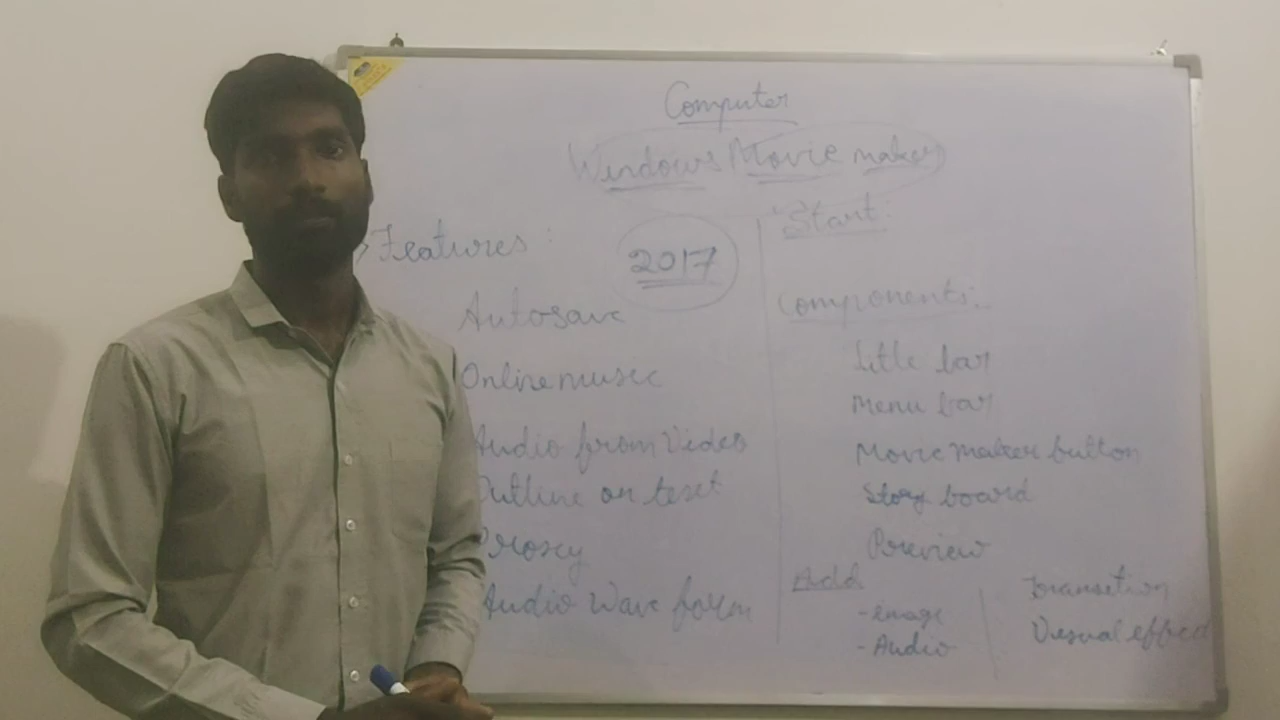 Computer
Windows Movie maker
Features:
2017
Autosave
Online music
Audio from Video
Outline on text
Proxy
Audio Wave form
Start:
Components:
Title bar
Menu bar
Movie maker button
Story board
Preview
Add
- image
- Audio
Transition
Visual effect